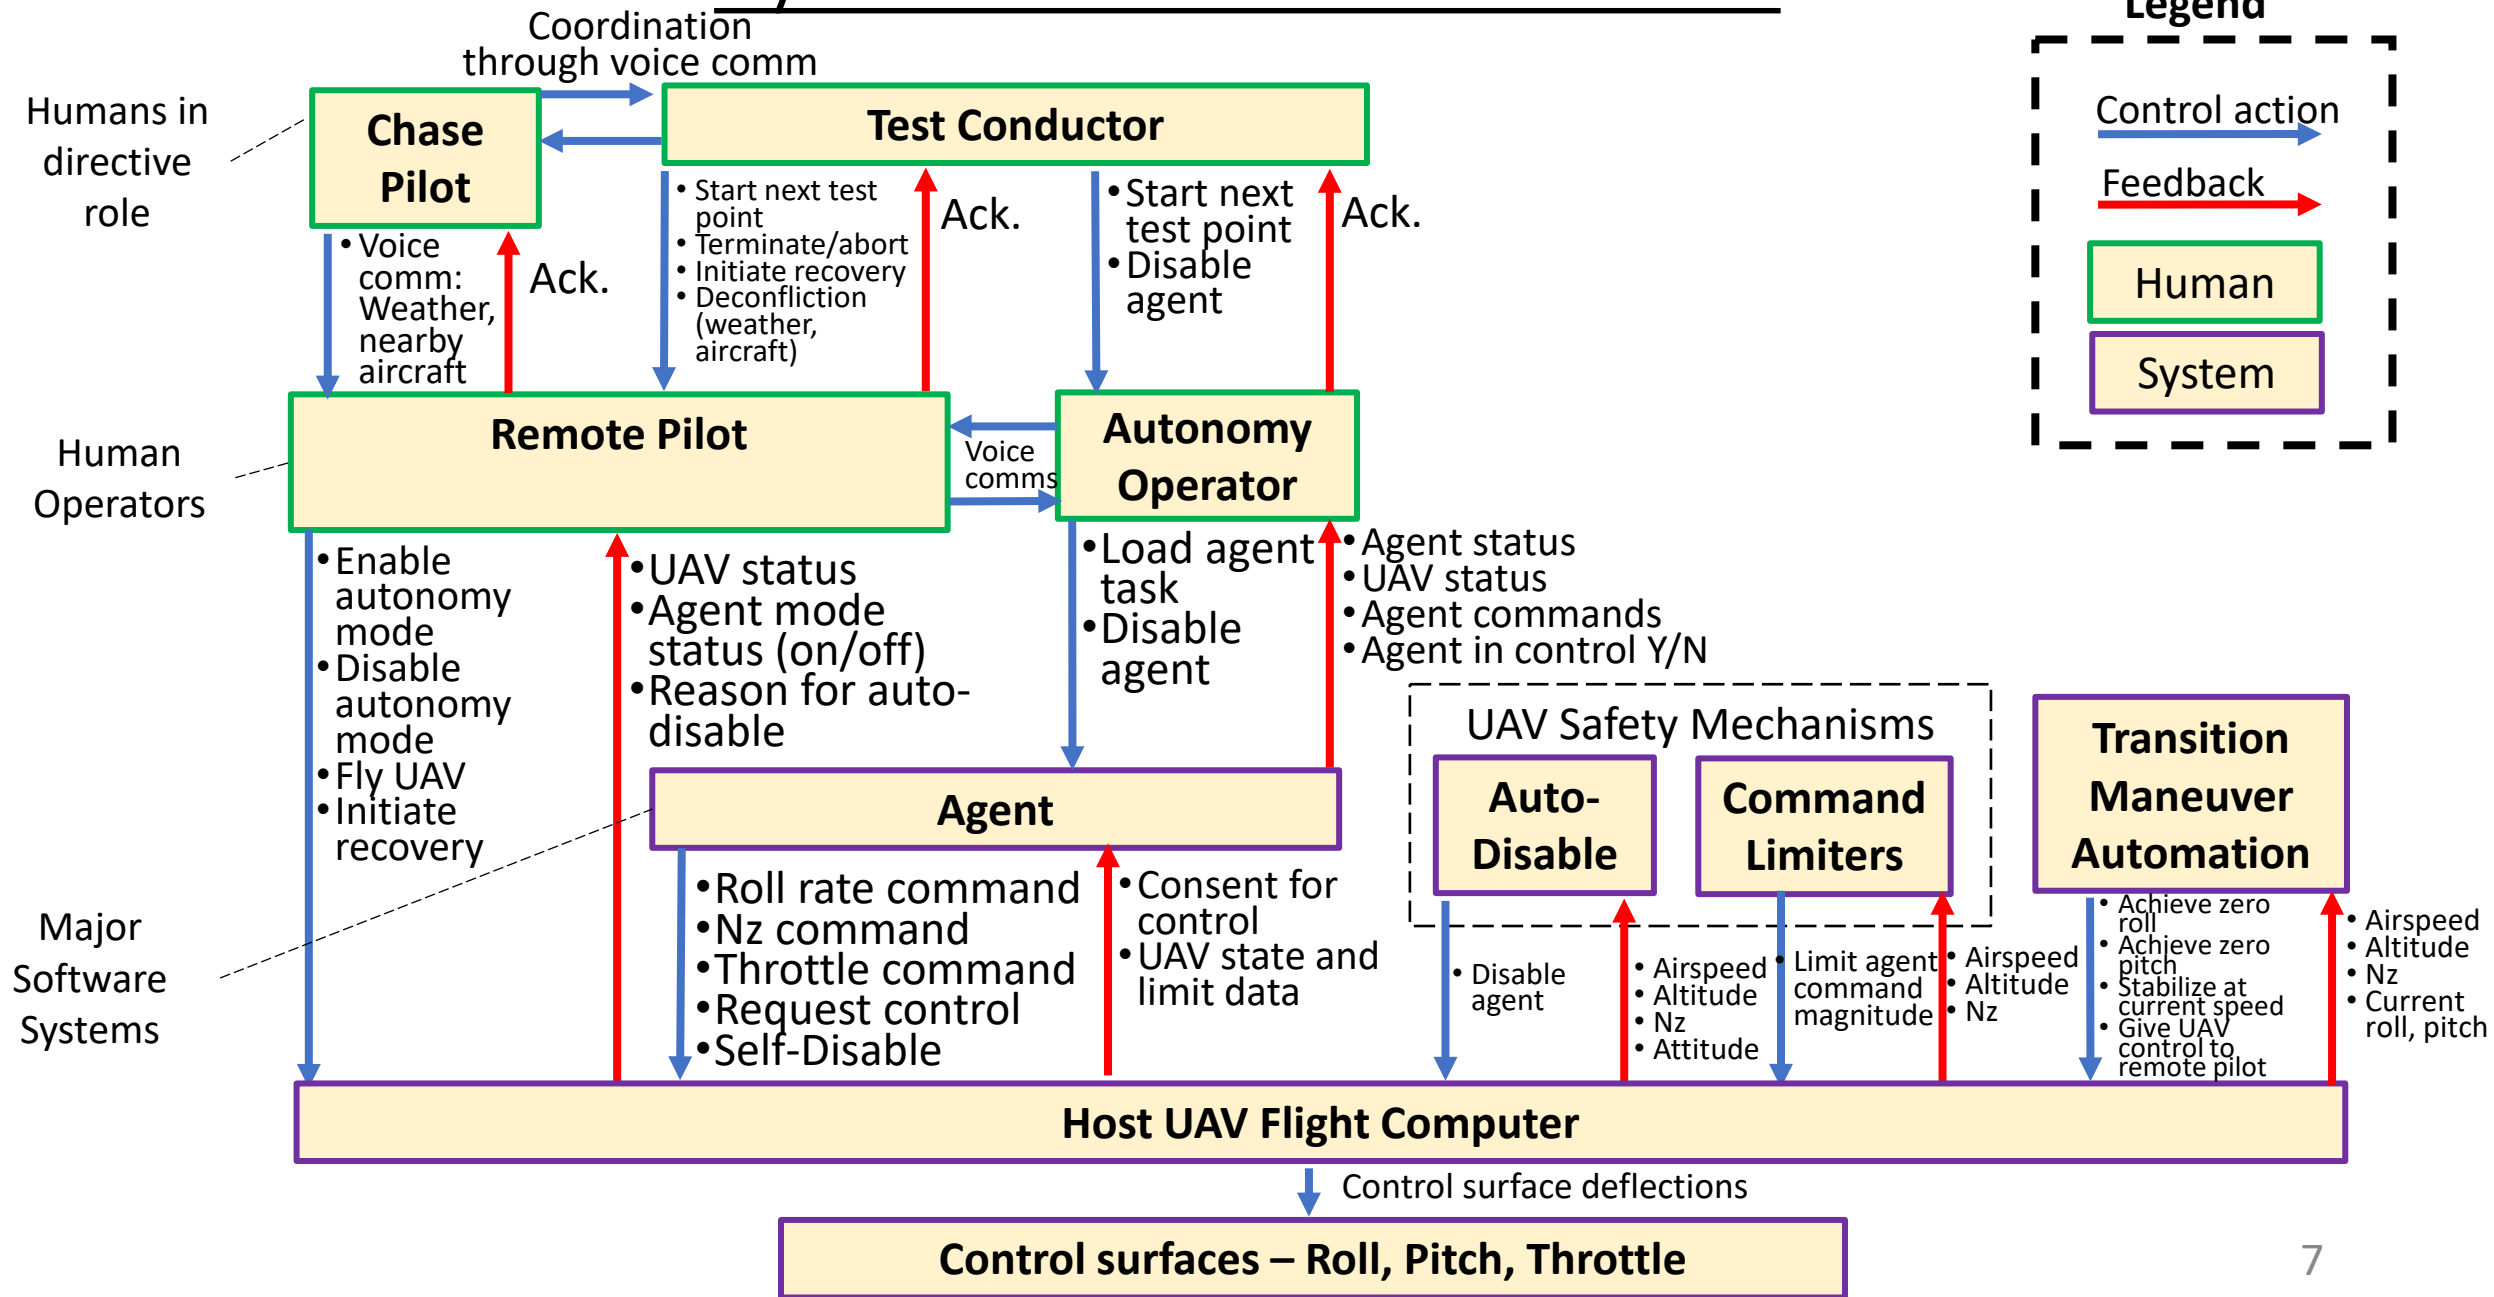 Legend
Coordination
through voice comm
Humans in
directive
role
Chase
Pilot
Test Conductor
Control action
Feedback
Human
System
• Voice
comm:
Weather,
nearby
aircraft
Ack.
• Start next test
point
• Terminate/abort
• Initiate recovery
• Deconfliction
(weather,
aircraft)
Ack.
• Start next
test point
• Disable
agent
Ack.
Human
Operators
Remote Pilot
Voice
comms
Autonomy
Operator
• Enable
autonomy
mode
• Disable
autonomy
mode
• Fly UAV
• Initiate
recovery
• UAV status
• Agent mode
status (on/off)
• Reason for auto-
disable
• Load agent
task
• Disable
agent
• Agent status
• UAV status
• Agent commands
• Agent in control Y/N
UAV Safety Mechanisms
Auto-
Disable
Command
Limiters
Transition
Maneuver
Automation
Agent
Major
Software
Systems
• Roll rate command
• Nz command
• Throttle command
• Request control
• Self-Disable
• Consent for
control
• UAV state and
limit data
• Disable
agent
• Airspeed
• Altitude
• Nz
• Attitude
• Limit agent
command
magnitude
• Airspeed
• Altitude
• Nz
• Achieve zero
roll
• Achieve zero
pitch
• Stabilize at
current speed
• Give UAV
control to
remote pilot
• Airspeed
• Altitude
• Nz
• Current
roll, pitch
Host UAV Flight Computer
Control surface deflections
Control surfaces – Roll, Pitch, Throttle
7